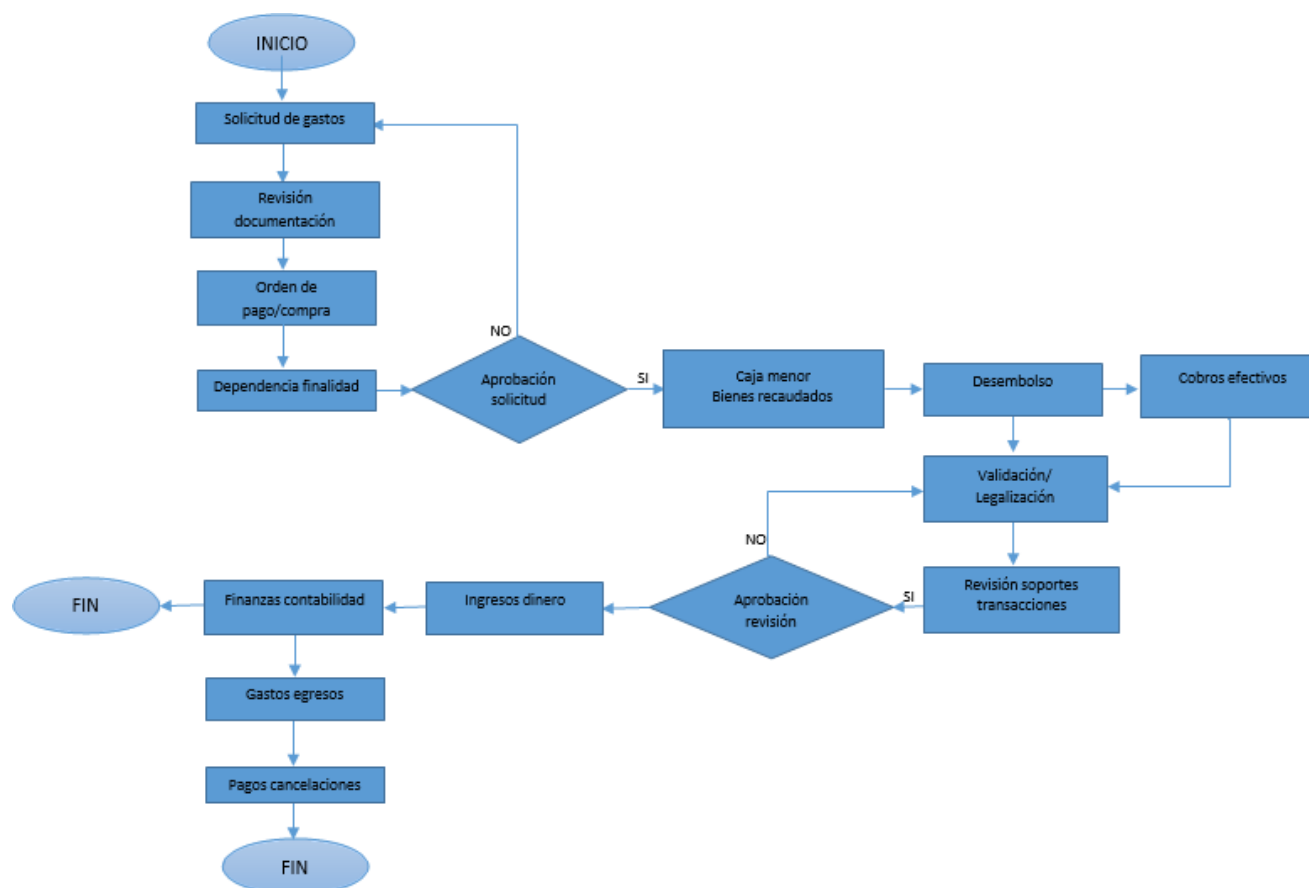 INICIO
Solicitud de gastos
Revisión
documentación
Orden de
pago/compra
Dependencia finalidad
NO
Aprobación
solicitud
SI
Caja menor
Bienes recaudados
Desembolso
Cobros efectivos
Validación/
Legalización
Revisión soportes
transacciones
SI
NO
Aprobación
revisión
Ingresos dinero
Finanzas contabilidad
FIN
Gastos egresos
Pagos cancelaciones
FIN